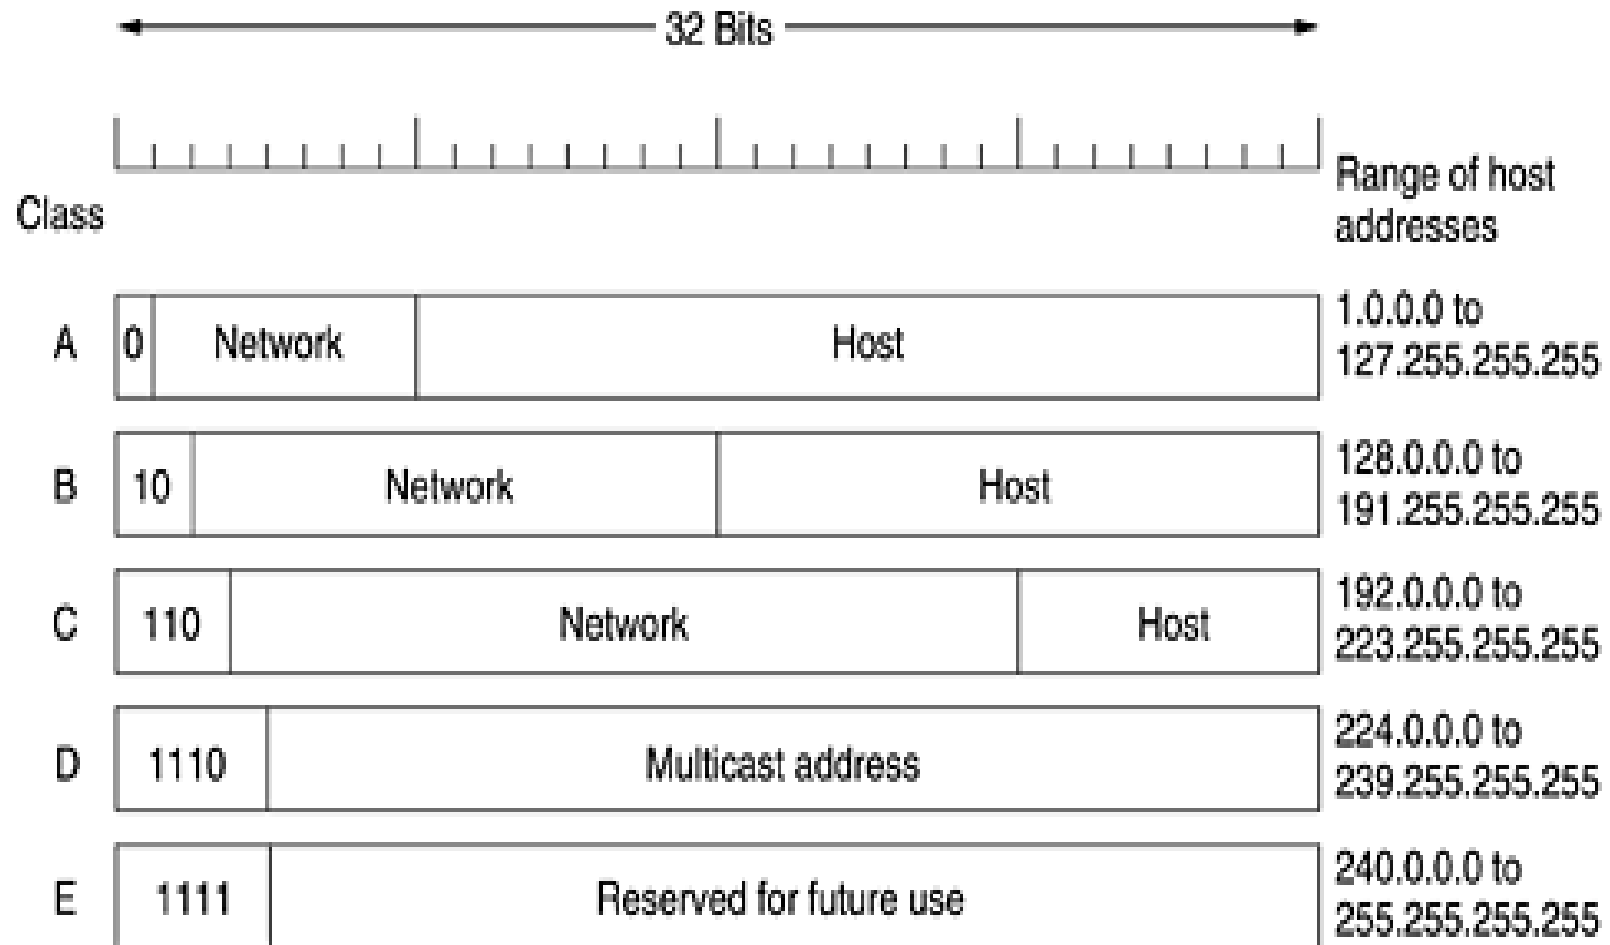 32 Bits
Range of host
addresses
Class
A 0 Network Host 1.0.0.0 to
127.255.255.255
B 10 Network Host 128.0.0.0 to
191.255.255.255
C 110 Network Host 192.0.0.0 to
223.255.255.255
D 1110 Multicast address 224.0.0.0 to
239.255.255.255
E 1111 Reserved for future use 240.0.0.0 to
255.255.255.255